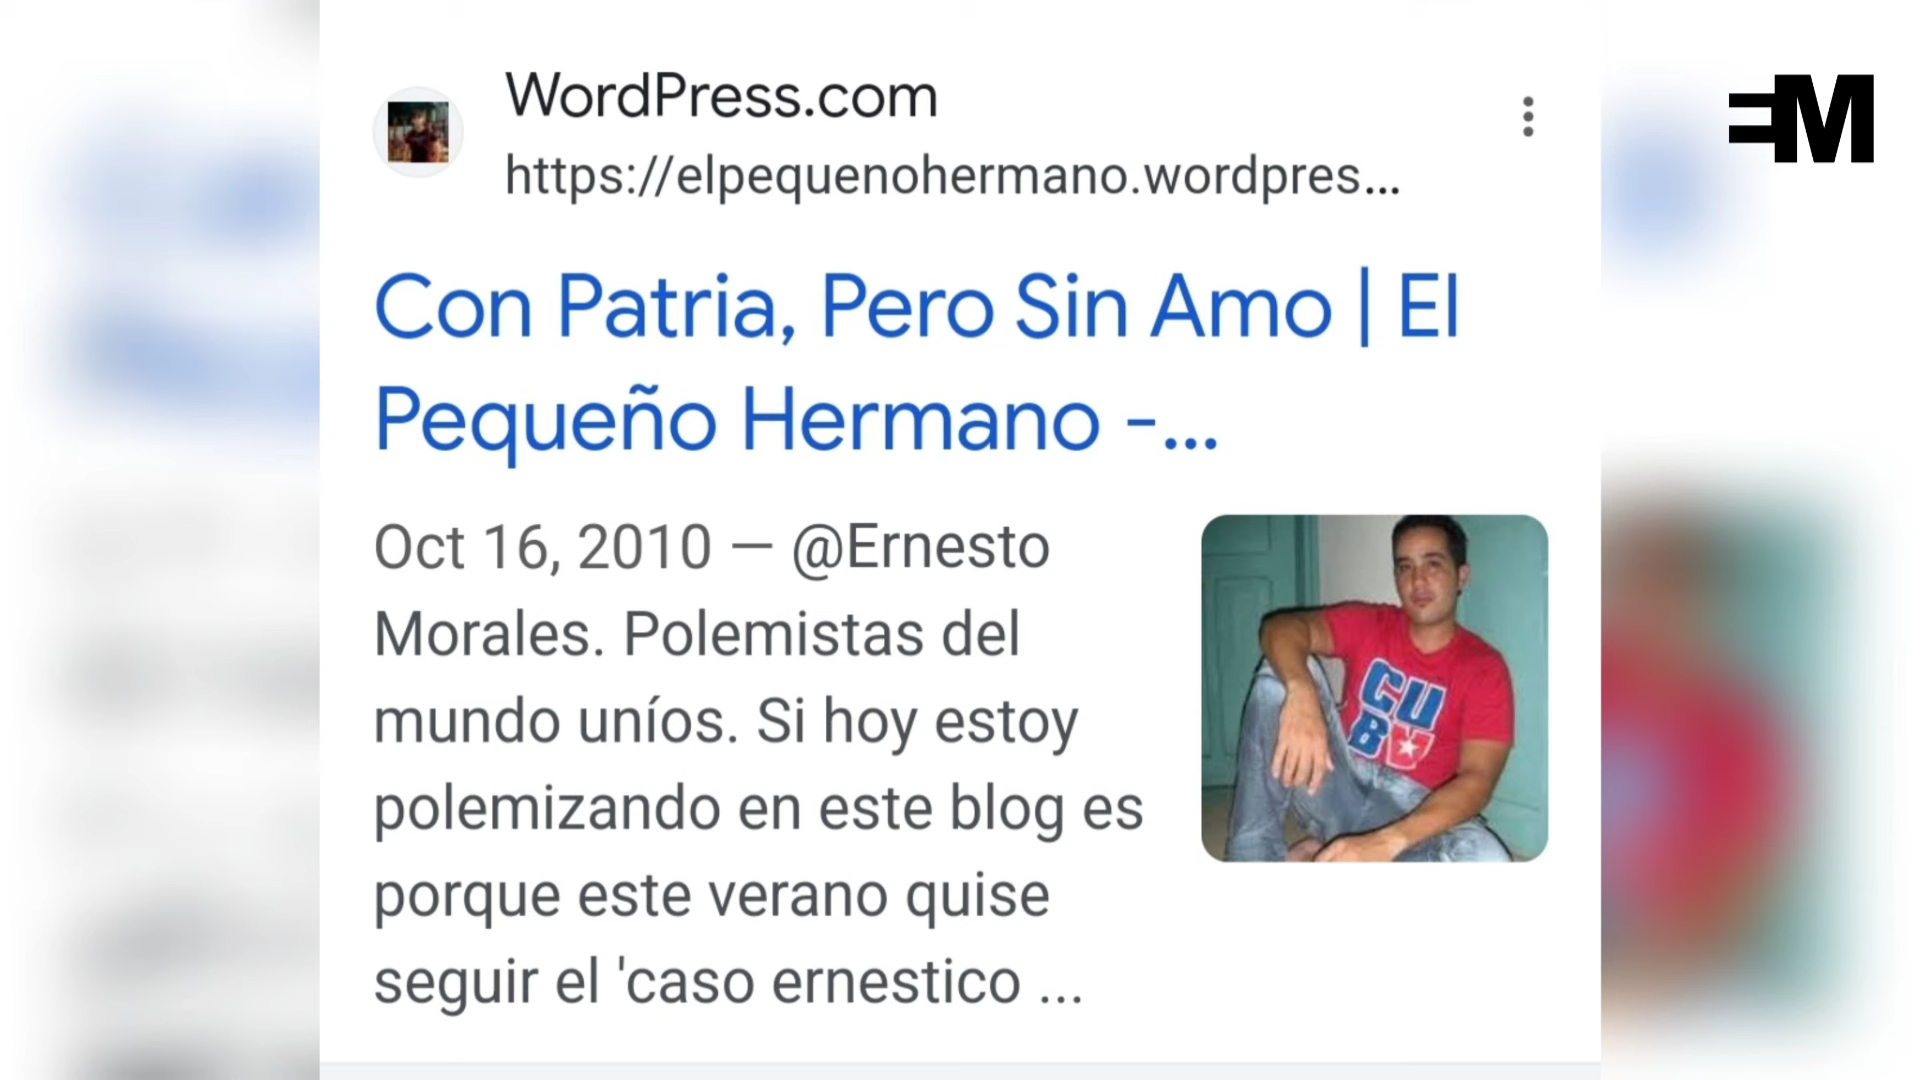 WordPress.com
EM
https://elpequenohermano.wordpres...
Con Patria, Pero Sin Amo | El
Pequeño Hermano -...
Oct 16, 2010 — @Ernesto
Morales. Polemistas del
mundo uníos. Si hoy estoy
polemizando en este blog es
porque este verano quise
seguir el 'caso ernestico ...
CU
BA